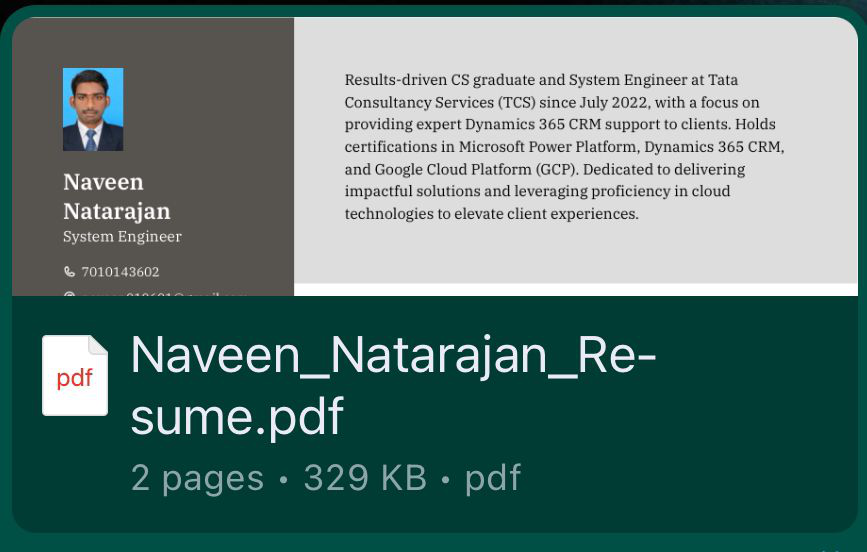 Naveen
Natarajan
System Engineer
7010143602
Results-driven CS graduate and System Engineer at Tata
Consultancy Services (TCS) since July 2022, with a focus on
providing expert Dynamics 365 CRM support to clients. Holds
certifications in Microsoft Power Platform, Dynamics 365 CRM,
and Google Cloud Platform (GCP). Dedicated to delivering
impactful solutions and leveraging proficiency in cloud
technologies to elevate client experiences.
pdf
Naveen_Natarajan_Re-
sume.pdf
2 pages • 329 KB • pdf